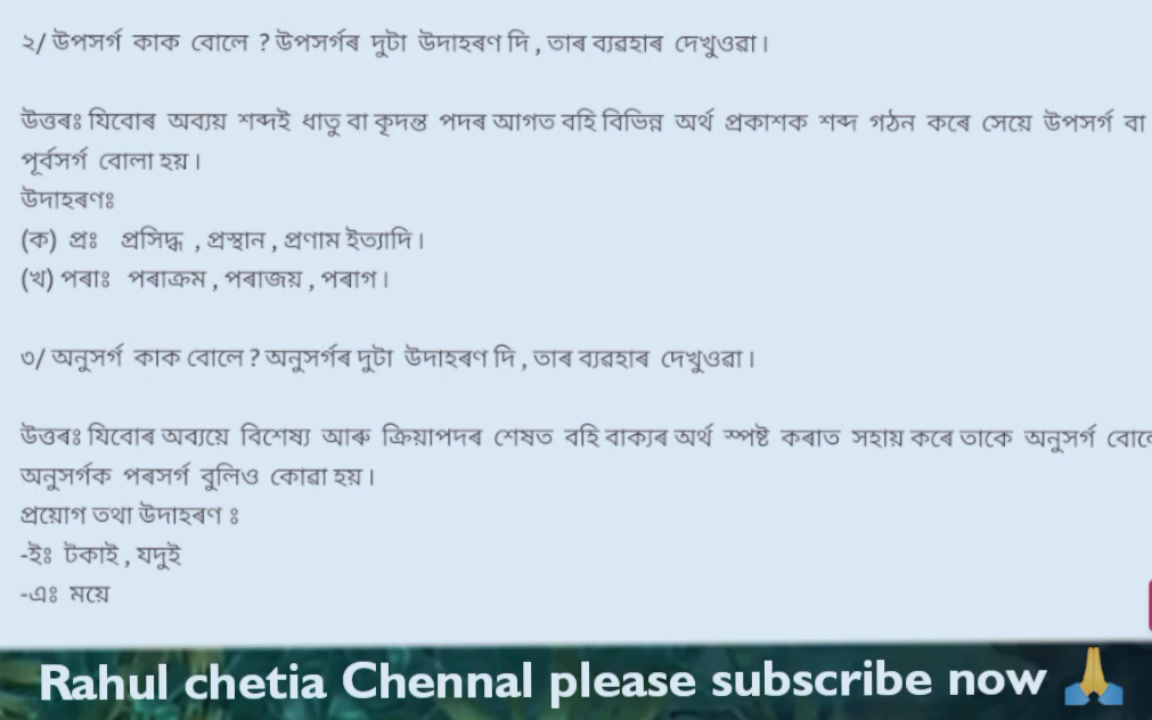 ২/ উপসৰ্গ কাক বোলে ? উপসৰ্গৰ দুটা উদাহৰণ দি , তাৰ ব্যৱহাৰ দেখুওৱা ।
উত্তৰঃ যিবোৰ অব্যয় শব্দই ধাতু বা কৃদন্ত পদৰ আগত বহি বিভিন্ন অৰ্থ প্ৰকাশক শব্দ গঠন কৰে সেয়ে উপসৰ্গ বা
পূৰ্বসৰ্গ বোলা হয় ।
উদাহৰণঃ
(ক) প্ৰঃ প্ৰসিদ্ধ , প্ৰস্থান , প্ৰণাম ইত্যাদি ।
(খ) পৰাঃ পৰাক্ৰম , পৰাজয় , পৰাগ ।
৩/ অনুসৰ্গ কাক বোলে ? অনুসৰ্গৰ দুটা উদাহৰণ দি , তাৰ ব্যৱহাৰ দেখুওৱা ।
উত্তৰঃ যিবোৰ অব্যয়ে বিশেষ্য আৰু ক্ৰিয়াপদৰ শেষত বহি বাক্যৰ অৰ্থ স্পষ্ট কৰাত সহায় কৰে তাকে অনুসৰ্গ
অনুসৰ্গক পৰসৰ্গ বুলিও কোৱা হয় ।
প্ৰয়োগ তথা উদাহৰণ ঃ
-ইঃ টকাই , যদুই
-এঃ ময়ে
Rahul chetia Chennal please subscribe now 🙏